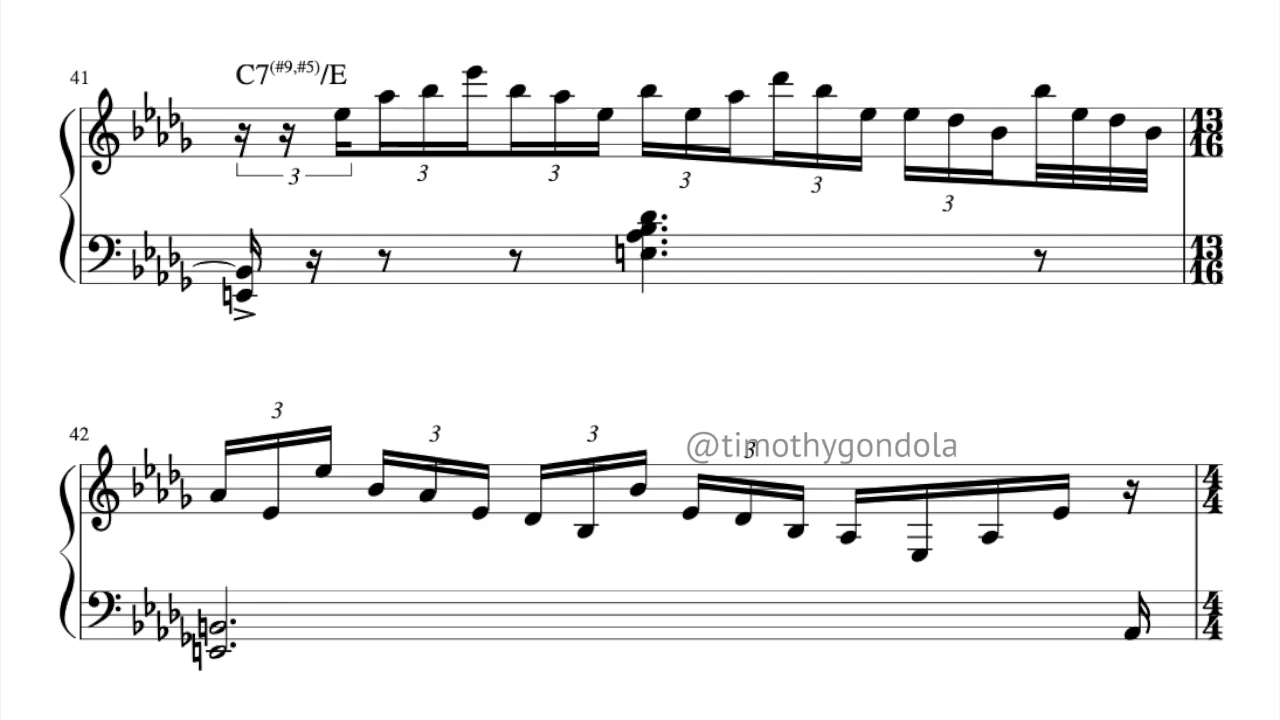 41
C7(#9,#5)/E
3 3 3 3 3 3
13 16
13 16
42
3 3 3 3
@timothygondola
4 4
4 4